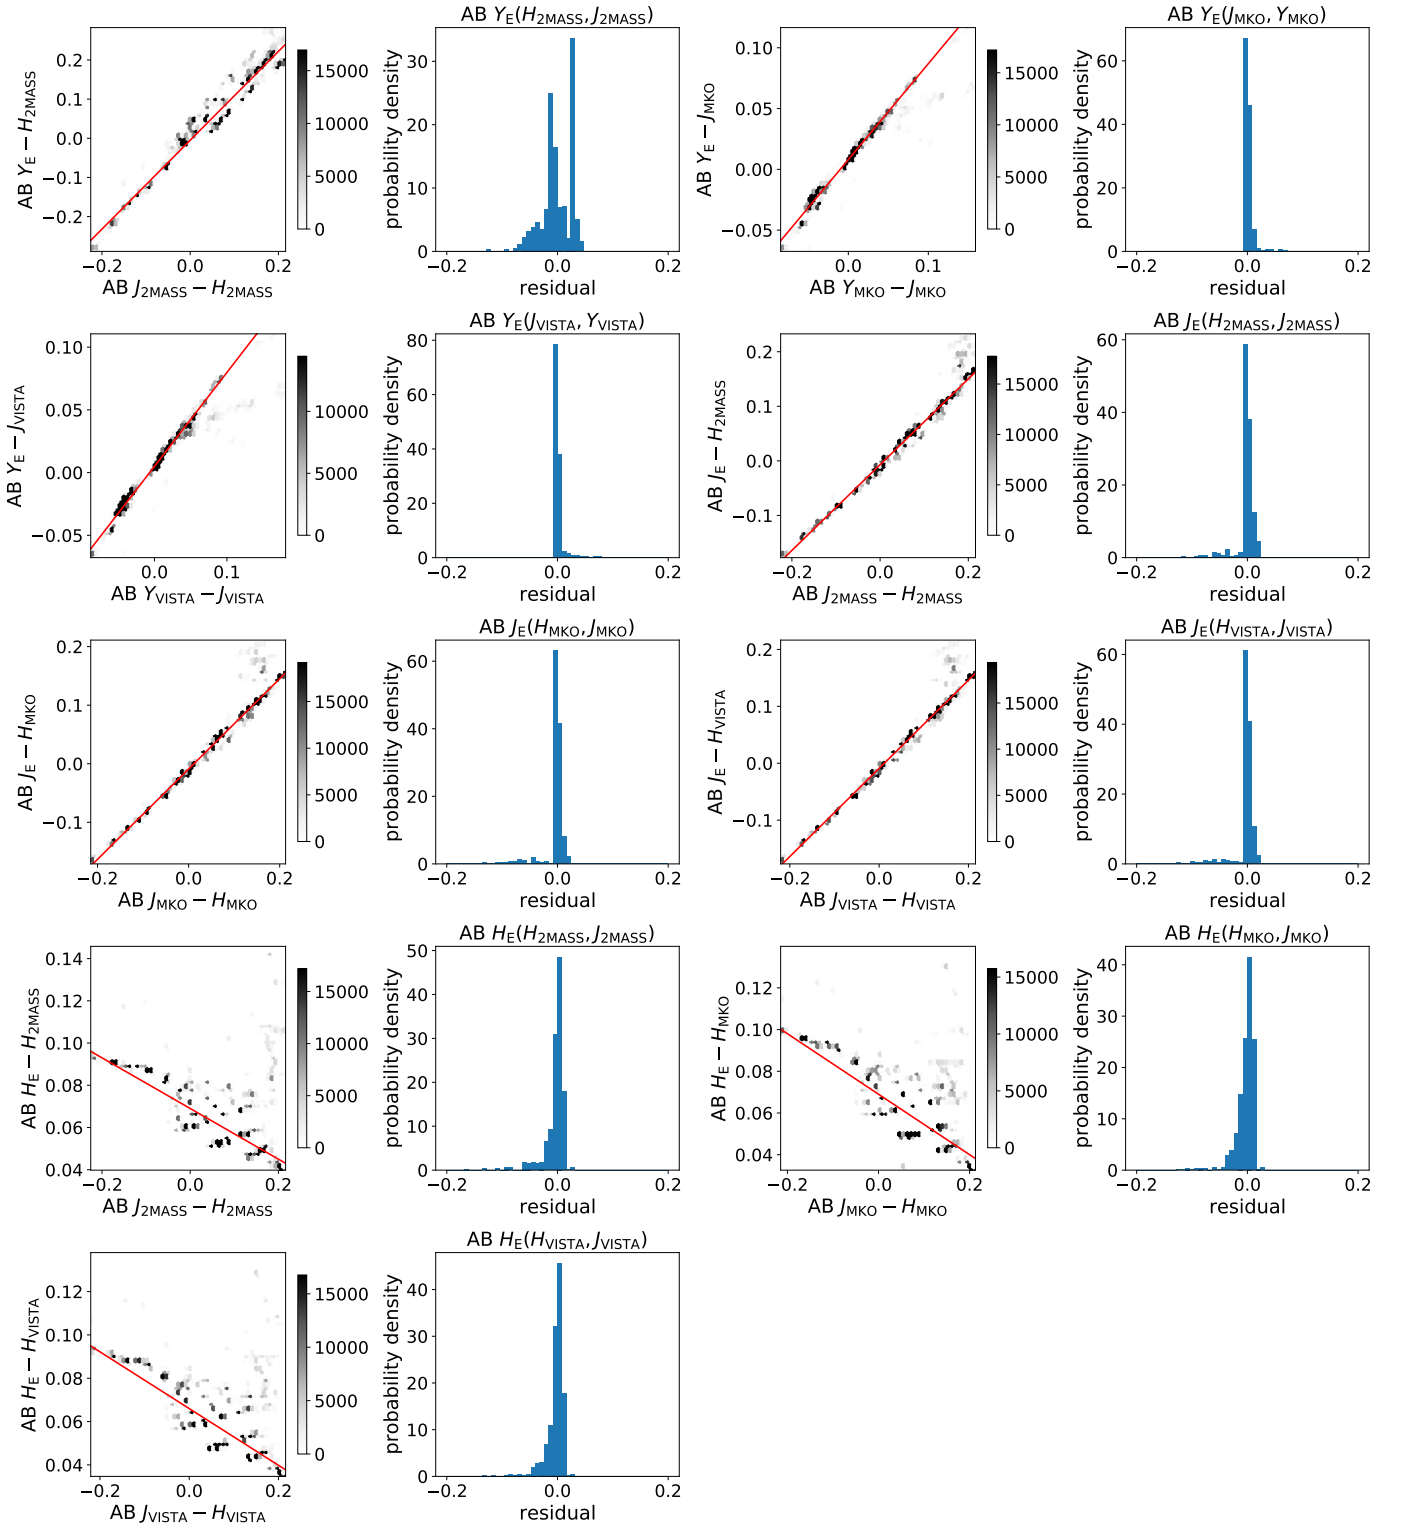 AB Y_E(H_2MASS, J_2MASS)
AB Y_E(J_MKO, Y_MKO)
0.2
0.1
0.0
−0.1
−0.2
AB Y_E − H_2MASS
−0.2 0.0 0.2
AB J_2MASS − H_2MASS
15000
10000
5000
0
30
20
10
0
probability density
−0.2 0.0 0.2
residual
0.10
0.05
0.00
−0.05
AB Y_E − J_MKO
0.0 0.1
AB Y_MKO − J_MKO
15000
10000
5000
0
60
40
20
0
probability density
−0.2 0.0 0.2
residual
AB Y_E(J_VISTA, Y_VISTA)
AB J_E(H_2MASS, J_2MASS)
0.10
0.05
0.00
−0.05
AB Y_E − J_VISTA
0.0 0.1
AB Y_VISTA − J_VISTA
10000
5000
0
80
60
40
20
0
probability density
−0.2 0.0 0.2
residual
0.2
0.1
0.0
−0.1
AB J_E − H_2MASS
−0.2 0.0 0.2
AB J_2MASS − H_2MASS
15000
10000
5000
0
60
40
20
0
probability density
−0.2 0.0 0.2
residual
AB J_E(H_MKO, J_MKO)
AB J_E(H_VISTA, J_VISTA)
0.2
0.1
0.0
−0.1
AB J_E − H_MKO
−0.2 0.0 0.2
AB J_MKO − H_MKO
15000
10000
5000
0
60
40
20
0
probability density
−0.2 0.0 0.2
residual
0.2
0.1
0.0
−0.1
AB J_E − H_VISTA
−0.2 0.0 0.2
AB J_VISTA − H_VISTA
15000
10000
5000
0
60
40
20
0
probability density
−0.2 0.0 0.2
residual
AB H_E(H_2MASS, J_2MASS)
AB H_E(H_MKO, J_MKO)
0.14
0.12
0.10
0.08
0.06
0.04
AB H_E − H_2MASS
−0.2 0.0 0.2
AB J_2MASS − H_2MASS
15000
10000
5000
0
50
40
30
20
10
0
probability density
−0.2 0.0 0.2
residual
0.12
0.10
0.08
0.06
0.04
AB H_E − H_MKO
−0.2 0.0 0.2
AB J_MKO − H_MKO
15000
10000
5000
0
40
30
20
10
0
probability density
−0.2 0.0 0.2
residual
AB H_E(H_VISTA, J_VISTA)
0.12
0.10
0.08
0.06
0.04
AB H_E − H_VISTA
−0.2 0.0 0.2
AB J_VISTA − H_VISTA
15000
10000
5000
0
40
20
0
probability density
−0.2 0.0 0.2
residual